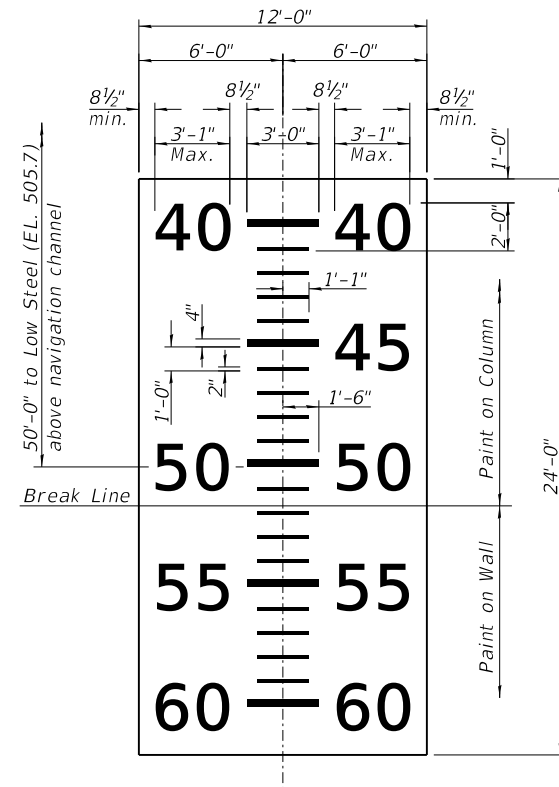 12'-0"
6'-0" 6'-0"
8½" 8½" 8½" 8½"
min. min.
3'-1" 3'-0" 3'-1"
Max. Max.
1'-0"
2'-0"
40 40
50'-0" to Low Steel (EL. 505.7)
above navigation channel
1'-1"
4"
45
1'-0"
2"
1'-6"
Paint on Column
50 50
24'-0"
Break Line
Paint on Wall
55 55
60 60